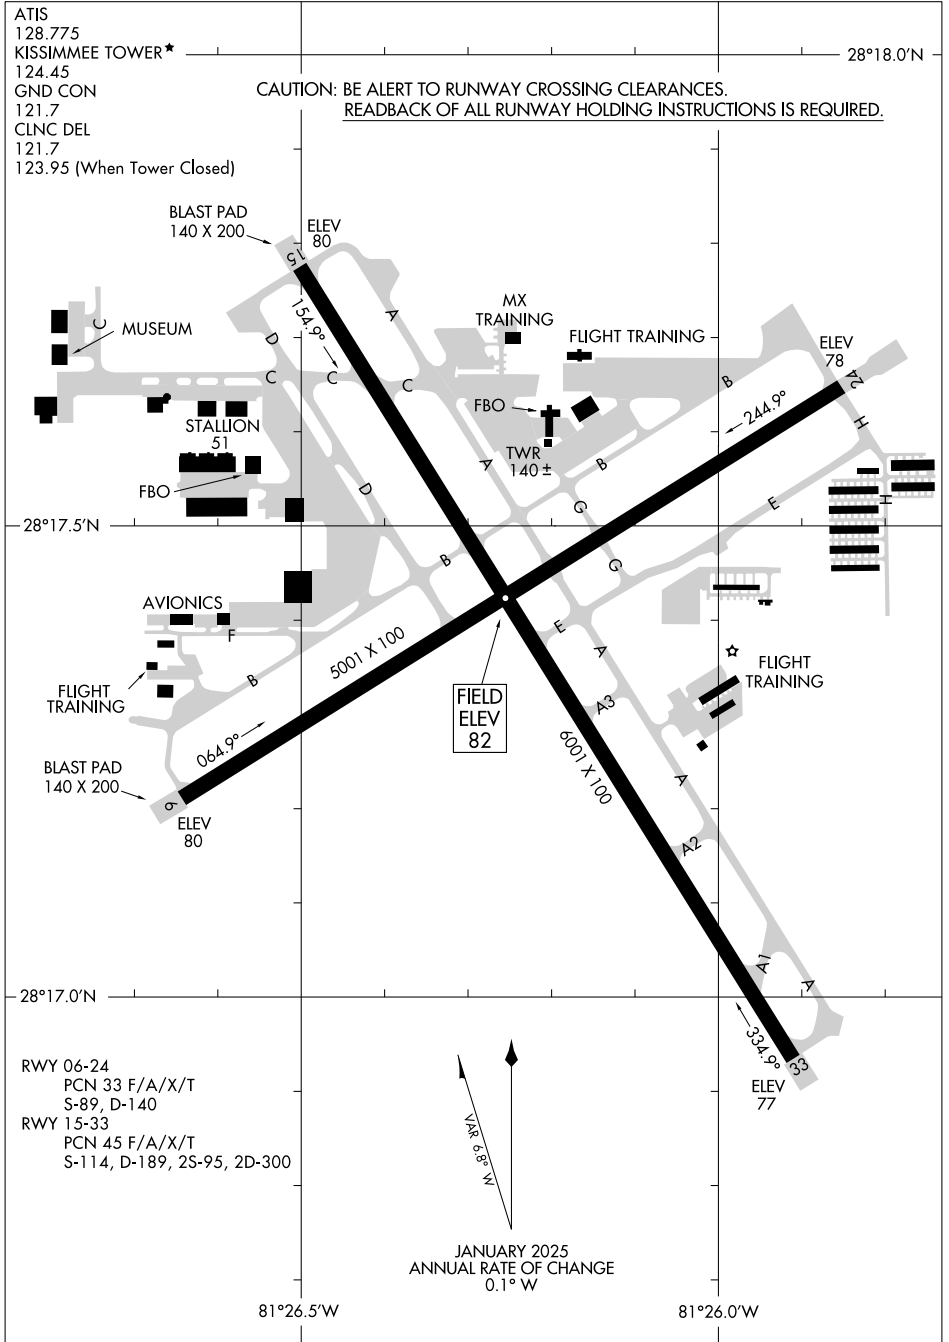 ATIS
128.775
KISSIMMEE TOWER★
124.45
GND CON
121.7
CLNC DEL
121.7
123.95 (When Tower Closed)
28°18.0'N
CAUTION: BE ALERT TO RUNWAY CROSSING CLEARANCES.
READBACK OF ALL RUNWAY HOLDING INSTRUCTIONS IS REQUIRED.
BLAST PAD
140 X 200
ELEV
80
15
154.9°
A
D
C
C
C
C
MUSEUM
MX
TRAINING
FLIGHT TRAINING
ELEV
78
24
B
244.9°
H
FBO
TWR
140 ±
STALLION
51
FBO
A
B
D
G
E
H
28°17.5'N
B
G
AVIONICS
F
E
A
5001 X 100
B
FLIGHT
TRAINING
FLIGHT
TRAINING
FIELD
ELEV
82
A3
064.9°
6001 X 100
BLAST PAD
140 X 200
6
ELEV
80
A
A2
A1
A
28°17.0'N
334.9°
33
ELEV
77
RWY 06-24
PCN 33 F/A/X/T
S-89, D-140
RWY 15-33
PCN 45 F/A/X/T
S-114, D-189, 2S-95, 2D-300
VAR 6.8° W
JANUARY 2025
ANNUAL RATE OF CHANGE
0.1° W
81°26.5'W
81°26.0'W